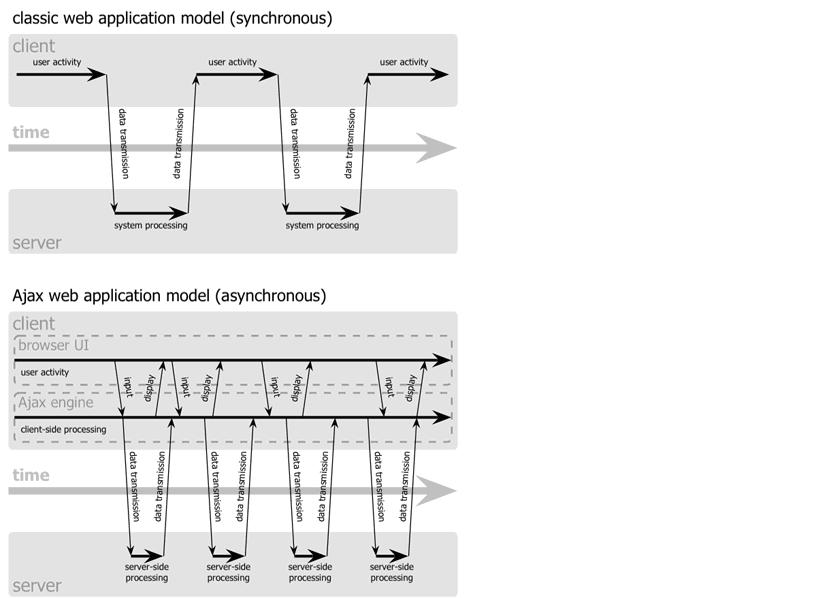 classic web application model (synchronous)
client
user activity
user activity
user activity
data transmission
data transmission
data transmission
data transmission
time
system processing
system processing
server
Ajax web application model (asynchronous)
client
browser UI
user activity
input
display
input
display
input
display
input
display
Ajax engine
client-side processing
data transmission
data transmission
data transmission
data transmission
data transmission
data transmission
data transmission
data transmission
time
server-side
processing
server-side
processing
server-side
processing
server-side
processing
server